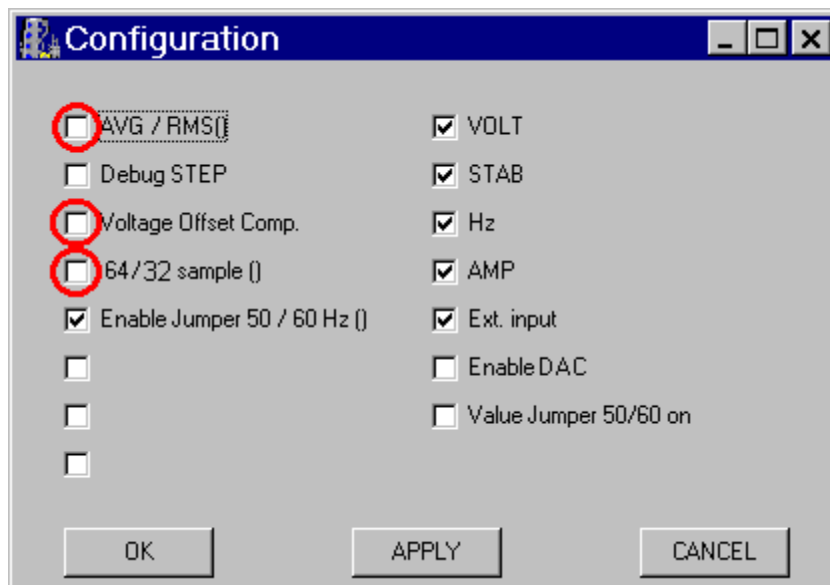 Configuration
AVG / RMS()
Debug STEP
Voltage Offset Comp.
64/32 sample ()
Enable Jumper 50 / 60 Hz ()
VOLT
STAB
Hz
AMP
Ext. input
Enable DAC
Value Jumper 50/60 on
OK
APPLY
CANCEL